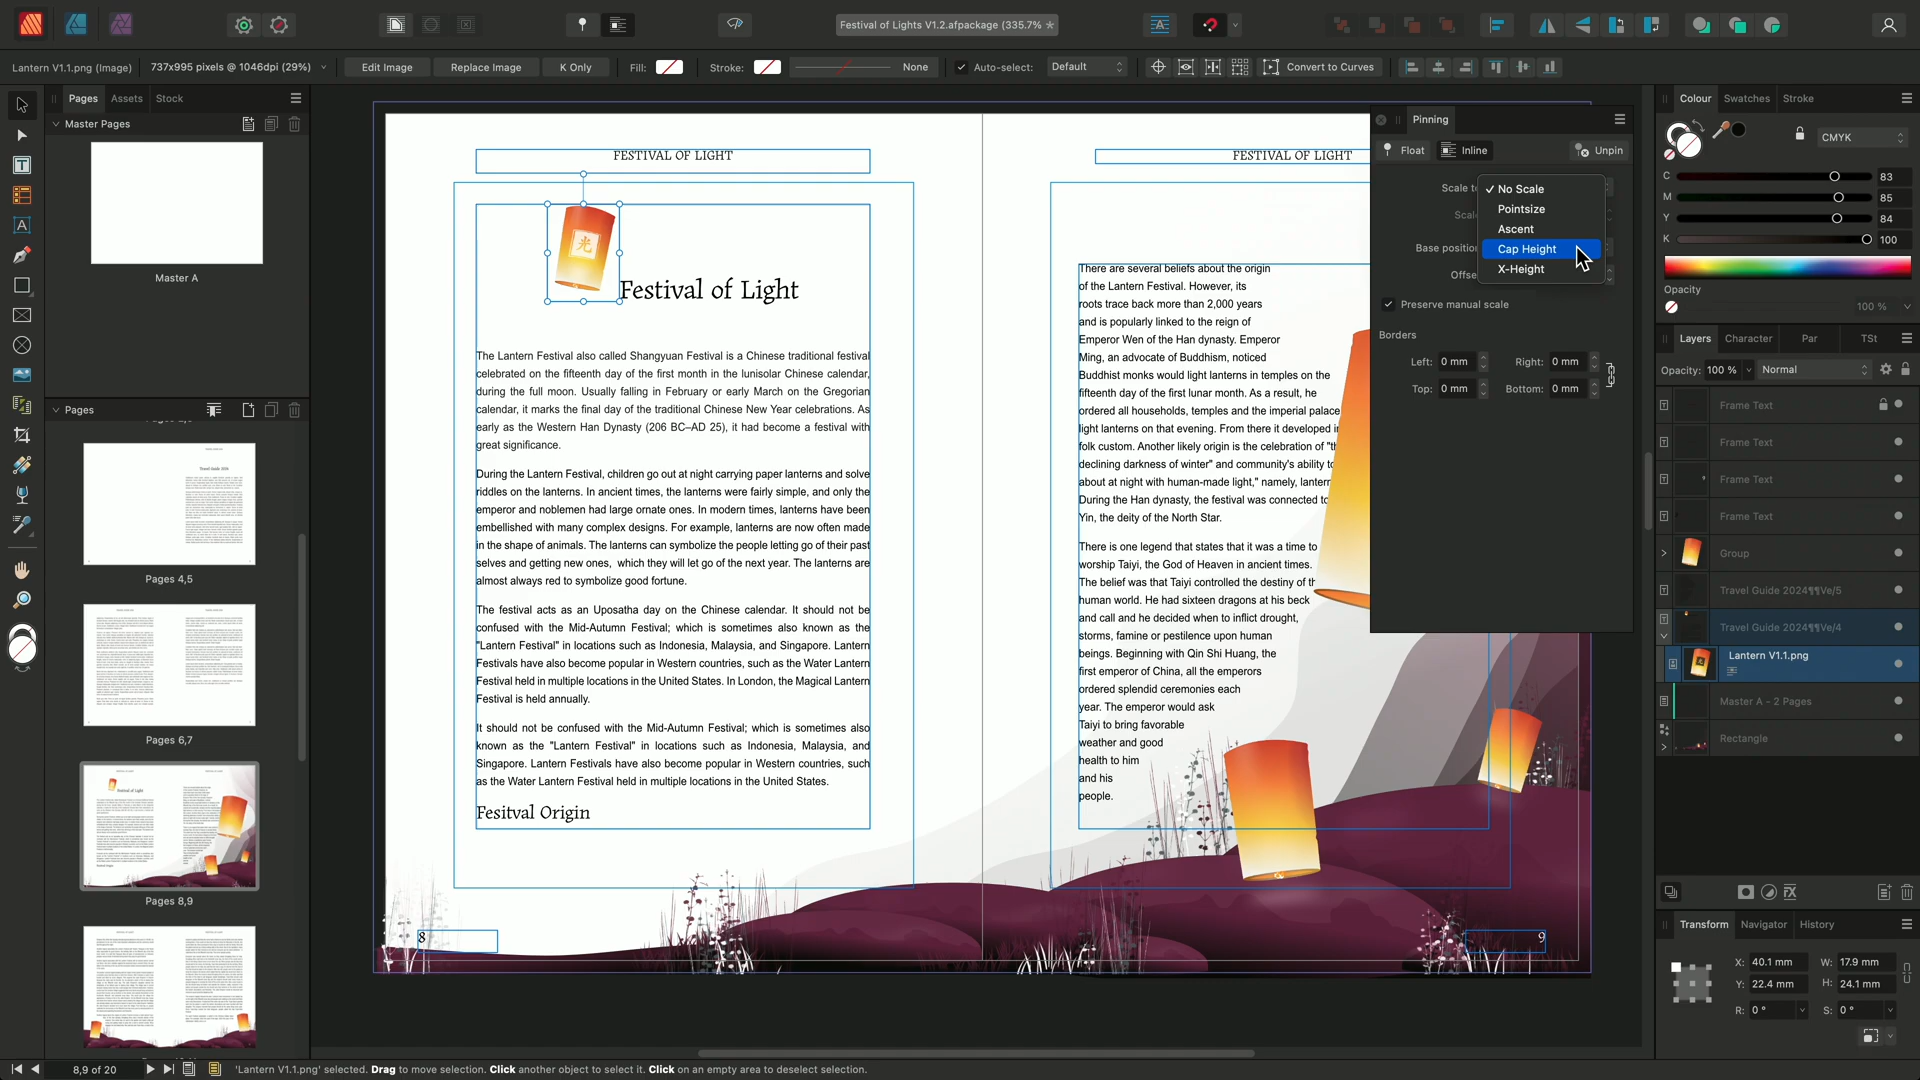 Festival of Lights V1.2.afpackage (335.7% *
Lantern V1.1.png (Image)
737x995 pixels @ 1046dpi (29%)
Edit Image
Replace Image
K Only
Fill:
Stroke:
None
Auto-select:
Default
Convert to Curves
Pages
Assets
Stock
Master Pages
Master A
Pages
Travel Guide 2024
Pages 4,5
Pages 6,7
Festival of Light
Pages 8,9
FESTIVAL OF LIGHT
光
Festival of Light
The Lantern Festival also called Shangyuan Festival is a Chinese traditional festival
celebrated on the fifteenth day of the first month in the lunisolar Chinese calendar,
during the full moon. Usually falling in February or early March on the Gregorian
calendar, it marks the final day of the traditional Chinese New Year celebrations. As
early as the Western Han Dynasty (206 BC–AD 25), it had become a festival with
great significance.
During the Lantern Festival, children go out at night carrying paper lanterns and solve
riddles on the lanterns. In ancient times, the lanterns were fairly simple, and only the
emperor and noblemen had large ornate ones. In modern times, lanterns have been
embellished with many complex designs. For example, lanterns are now often made
in the shape of animals. The lanterns can symbolize the people letting go of their past
selves and getting new ones, which they will let go of the next year. The lanterns are
almost always red to symbolize good fortune.
The festival acts as an Uposatha day on the Chinese calendar. It should not be
confused with the Mid-Autumn Festival; which is sometimes also known as the
"Lantern Festival" in locations such as Indonesia, Malaysia, and Singapore. Lantern
Festivals have also become popular in Western countries, such as the Water Lantern
Festival held in multiple locations in the United States. In London, the Magical Lantern
Festival is held annually.
It should not be confused with the Mid-Autumn Festival; which is sometimes also
known as the "Lantern Festival" in locations such as Indonesia, Malaysia, and
Singapore. Lantern Festivals have also become popular in Western countries, such
as the Water Lantern Festival held in multiple locations in the United States.
Fesitval Origin
8
FESTIVAL OF LIGHT
There are several beliefs about the origin
of the Lantern Festival. However, its
roots trace back more than 2,000 years
and is popularly linked to the reign of
Emperor Wen of the Han dynasty. Emperor
Ming, an advocate of Buddhism, noticed
Buddhist monks would light lanterns in temples on the
fifteenth day of the first lunar month. As a result, he
ordered all households, temples and the imperial palace
light lanterns on that evening. From there it developed i
folk custom. Another likely origin is the celebration of "th
declining darkness of winter" and community's ability to
about at night with human-made light," namely, lantern
During the Han dynasty, the festival was connected to
Yin, the deity of the North Star.
There is one legend that states that it was a time to
worship Taiyi, the God of Heaven in ancient times.
The belief was that Taiyi controlled the destiny of th
human world. He had sixteen dragons at his beck
and call and he decided when to inflict drought,
storms, famine or pestilence upon human
beings. Beginning with Qin Shi Huang, the
first emperor of China, all the emperors
ordered splendid ceremonies each
year. The emperor would ask
Taiyi to bring favorable
weather and good
health to him
and his
people.
9
Pinning
Float
Inline
Unpin
Scale to
No Scale
Pointsize
Scale
Ascent
Base position
Cap Height
Offse
X-Height
Preserve manual scale
Borders
Left: 0 mm
Right: 0 mm
Top: 0 mm
Bottom: 0 mm
Colour
Swatches
Stroke
CMYK
C 83
M 85
Y 84
K 100
Opacity
100 %
Layers
Character
Par
TSt
Opacity: 100 %
Normal
Frame Text
Frame Text
Frame Text
Frame Text
Group
Travel Guide 2024¶¶Ve/5
Travel Guide 2024¶¶Ve/4
Lantern V1.1.png
Master A - 2 Pages
Rectangle
Transform
Navigator
History
X: 40.1 mm
W: 17.9 mm
Y: 22.4 mm
H: 24.1 mm
R: 0 °
S: 0 °
8,9 of 20
'Lantern V1.1.png' selected. Drag to move selection. Click another object to select it. Click on an empty area to deselect selection.